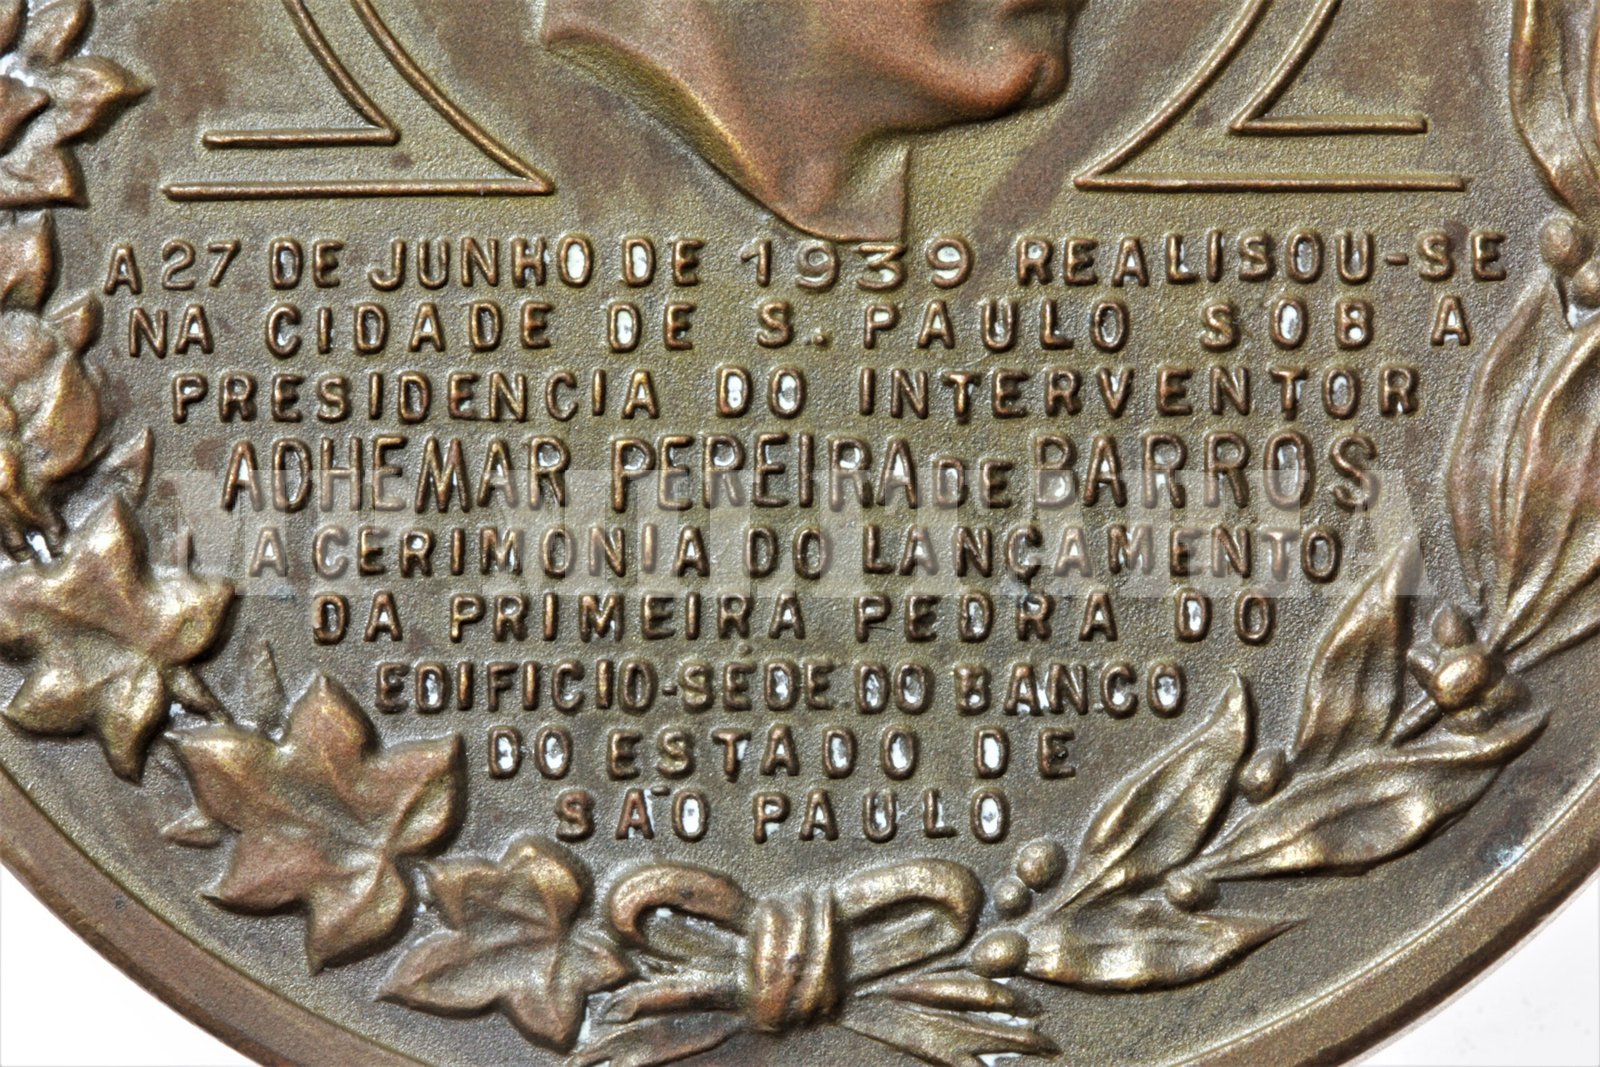 A 27 DE JUNHO DE 1939 REALISOU-SE
NA CIDADE DE S. PAULO SOB A
PRESIDENCIA DO INTERVENTOR
ADHEMAR PEREIRA DE BARROS
A CERIMONIA DO LANÇAMENTO
DA PRIMEIRA PEDRA DO
EDIFICIO-SÉDE DO BANCO
DO ESTADO DE
SÃO PAULO